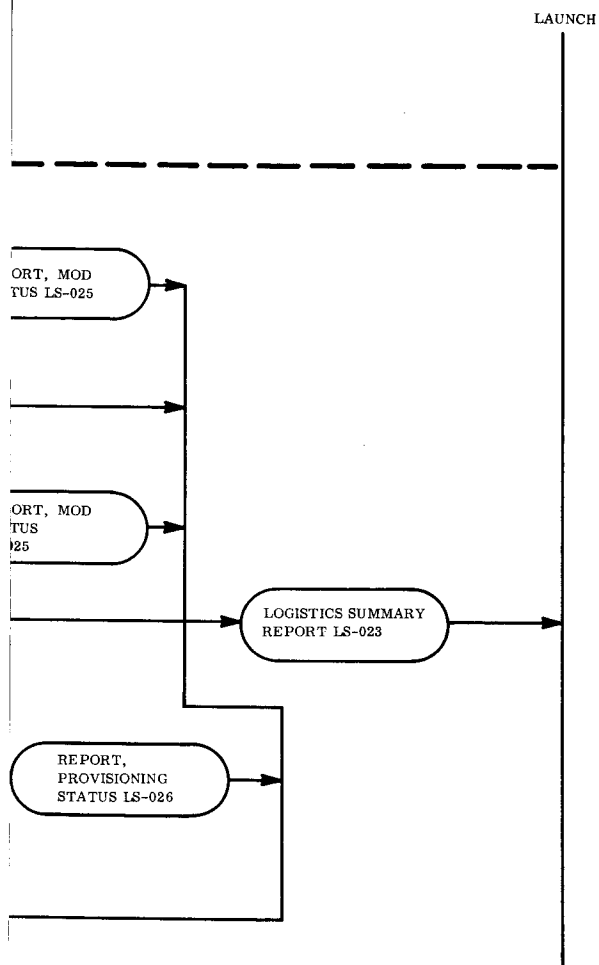 LAUNCH
ORT, MOD
TUS LS-025
ORT, MOD
TUS
025
LOGISTICS SUMMARY
REPORT LS-023
REPORT,
PROVISIONING
STATUS LS-026